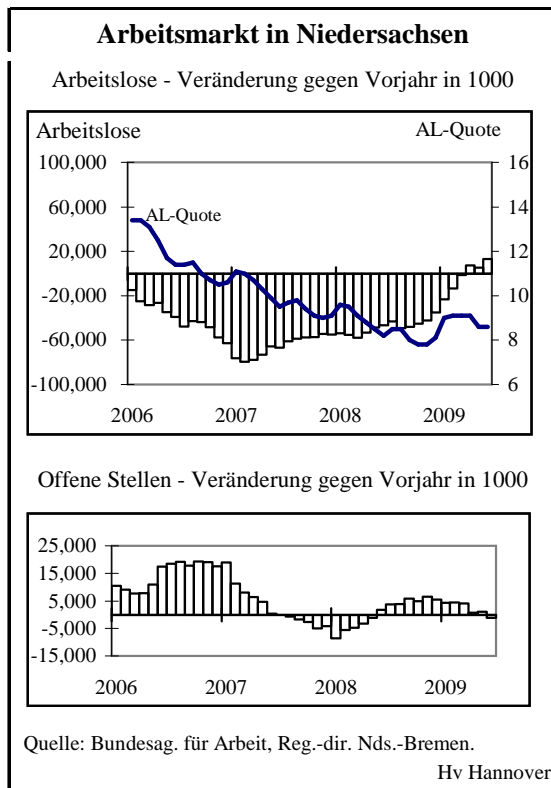 Arbeitsmarkt in Niedersachsen
Arbeitslose - Veränderung gegen Vorjahr in 1000
Arbeitslose AL-Quote
100,000 16
60,000 14
AL-Quote
20,000 12
-20,000 10
-60,000 8
-100,000 6
2006 2007 2008 2009
Offene Stellen - Veränderung gegen Vorjahr in 1000
25,000
15,000
5,000
-5,000
-15,000
2006 2007 2008 2009
Quelle: Bundesag. für Arbeit, Reg.-dir. Nds.-Bremen.
Hv Hannover